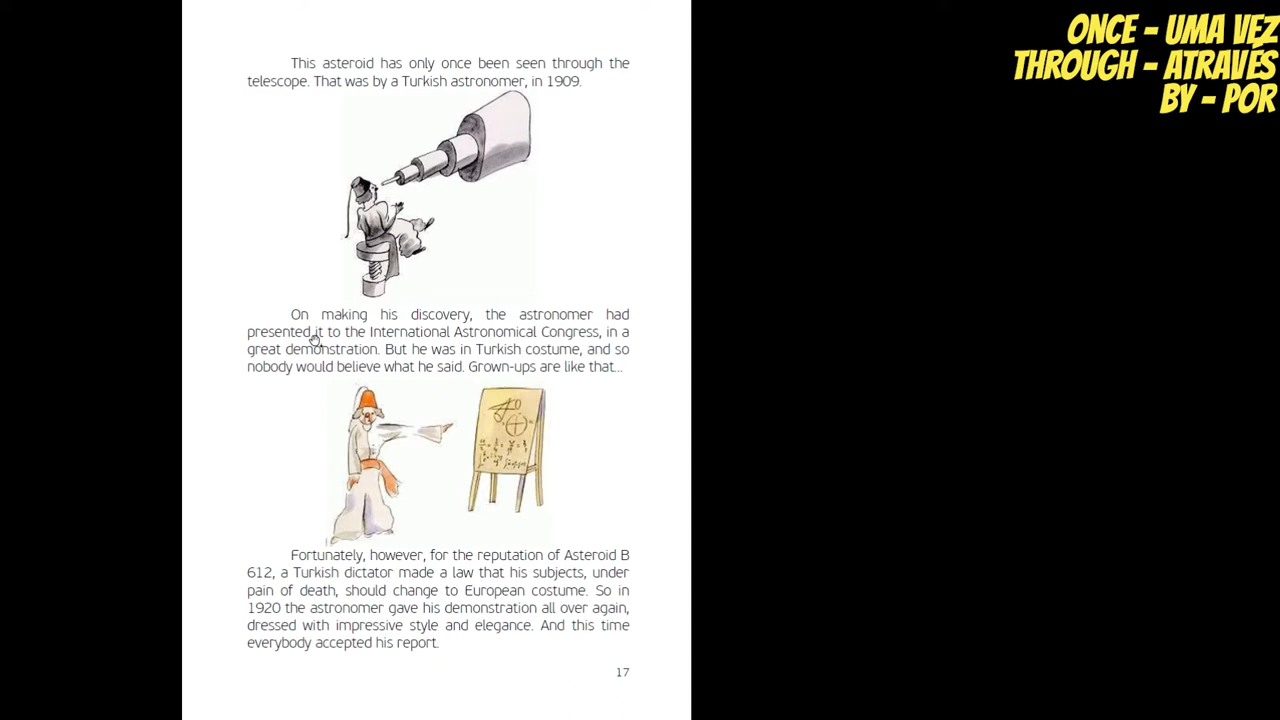 This asteroid has only once been seen through the
telescope. That was by a Turkish astronomer, in 1909.
On making his discovery, the astronomer had
presented it to the International Astronomical Congress, in a
great demonstration. But he was in Turkish costume, and so
nobody would believe what he said. Grown-ups are like that...
Fortunately, however, for the reputation of Asteroid B
612, a Turkish dictator made a law that his subjects, under
pain of death, should change to European costume. So in
1920 the astronomer gave his demonstration all over again,
dressed with impressive style and elegance. And this time
everybody accepted his report.
17
ONCE - UMA VEZ
THROUGH - ATRAVÉS
BY - POR